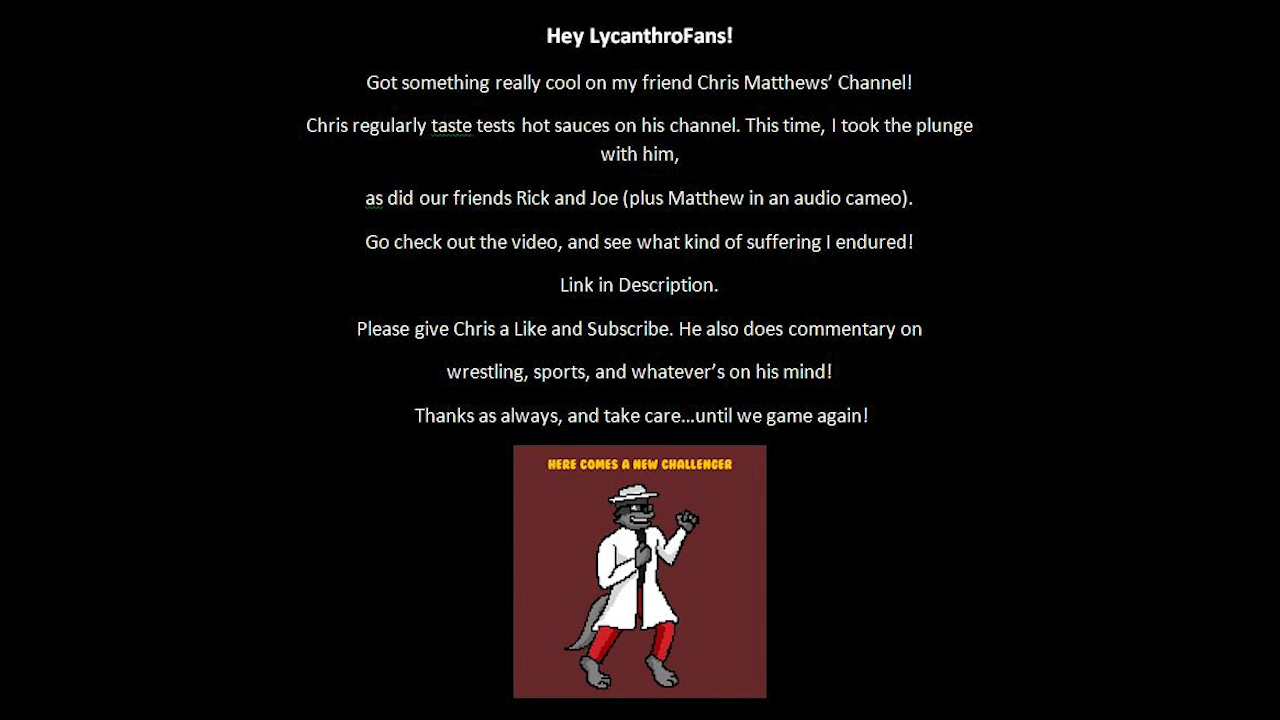 Hey LycanthroFans!
Got something really cool on my friend Chris Matthews’ Channel!
Chris regularly taste tests hot sauces on his channel. This time, I took the plunge
with him,
as did our friends Rick and Joe (plus Matthew in an audio cameo).
Go check out the video, and see what kind of suffering I endured!
Link in Description.
Please give Chris a Like and Subscribe. He also does commentary on
wrestling, sports, and whatever’s on his mind!
Thanks as always, and take care…until we game again!
HERE COMES A NEW CHALLENGER